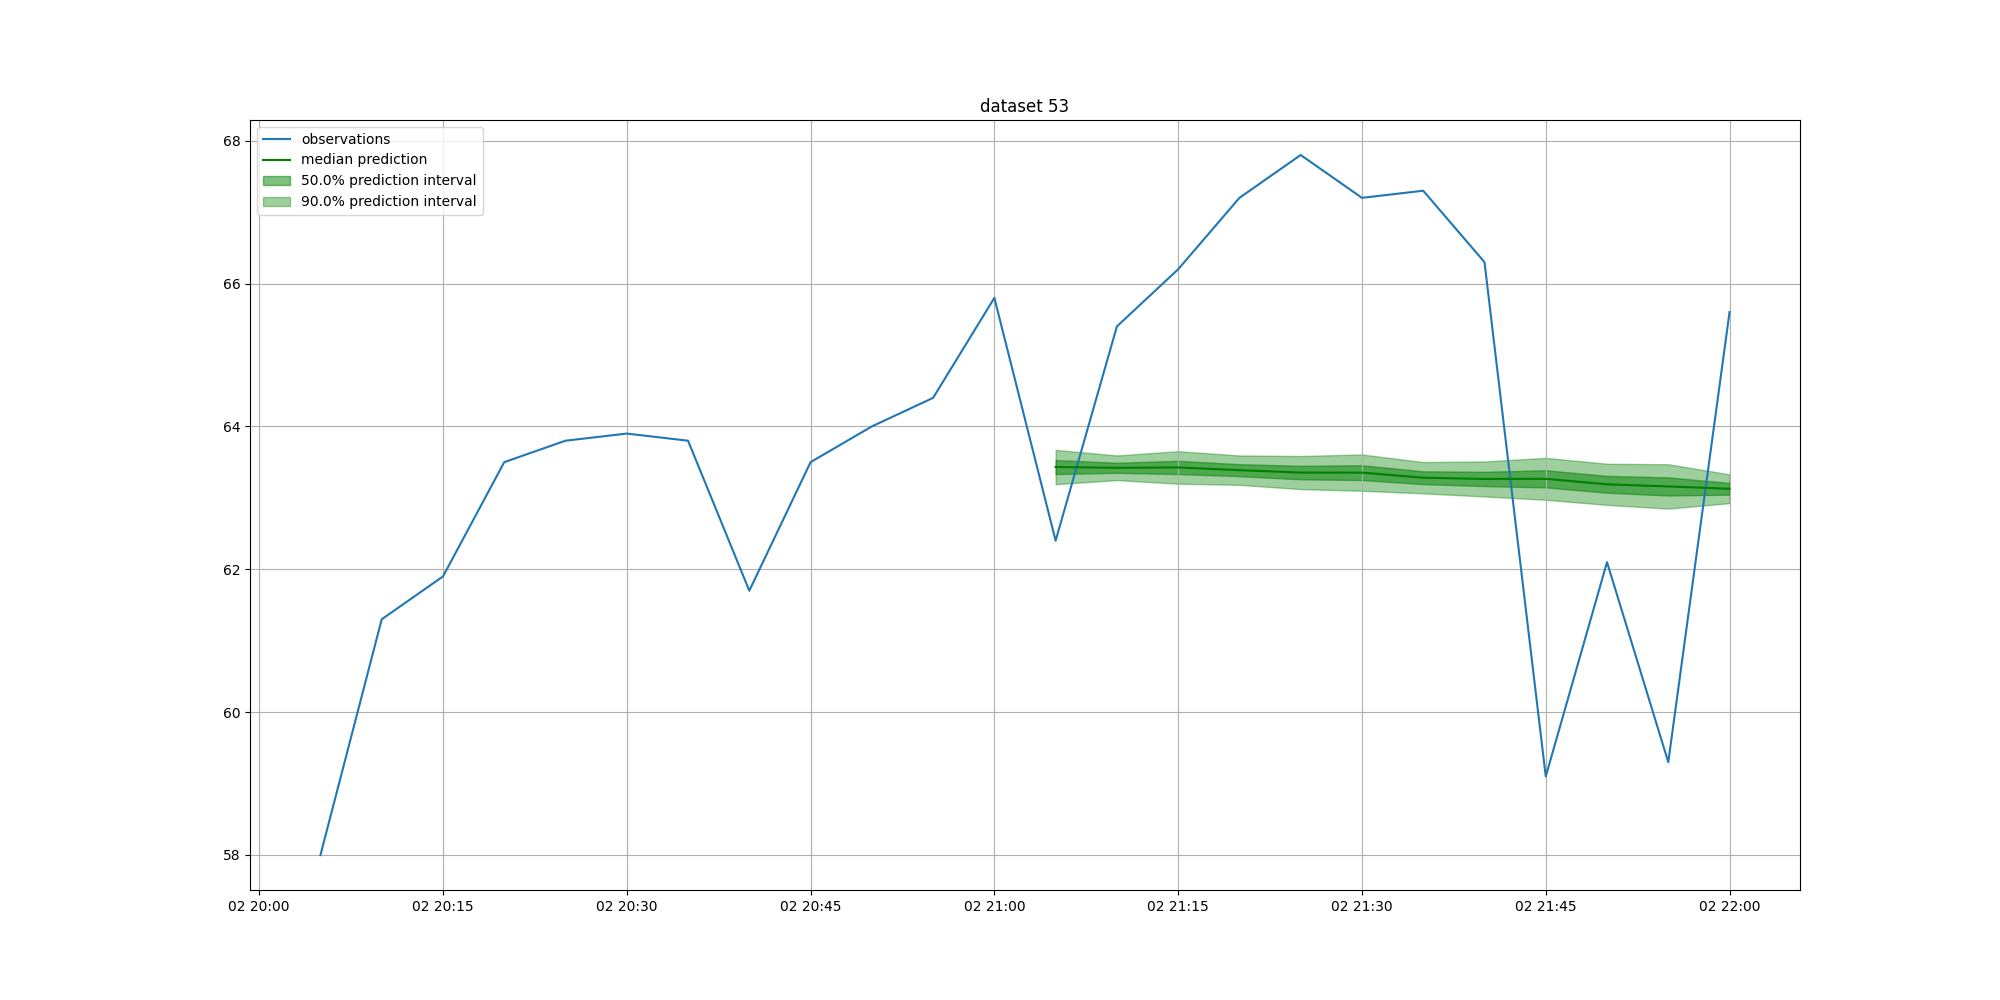 dataset 53
observations
median prediction
50.0% prediction interval
90.0% prediction interval
68
66
64
62
60
58
02 20:00 02 20:15 02 20:30 02 20:45 02 21:00 02 21:15 02 21:30 02 21:45 02 22:00